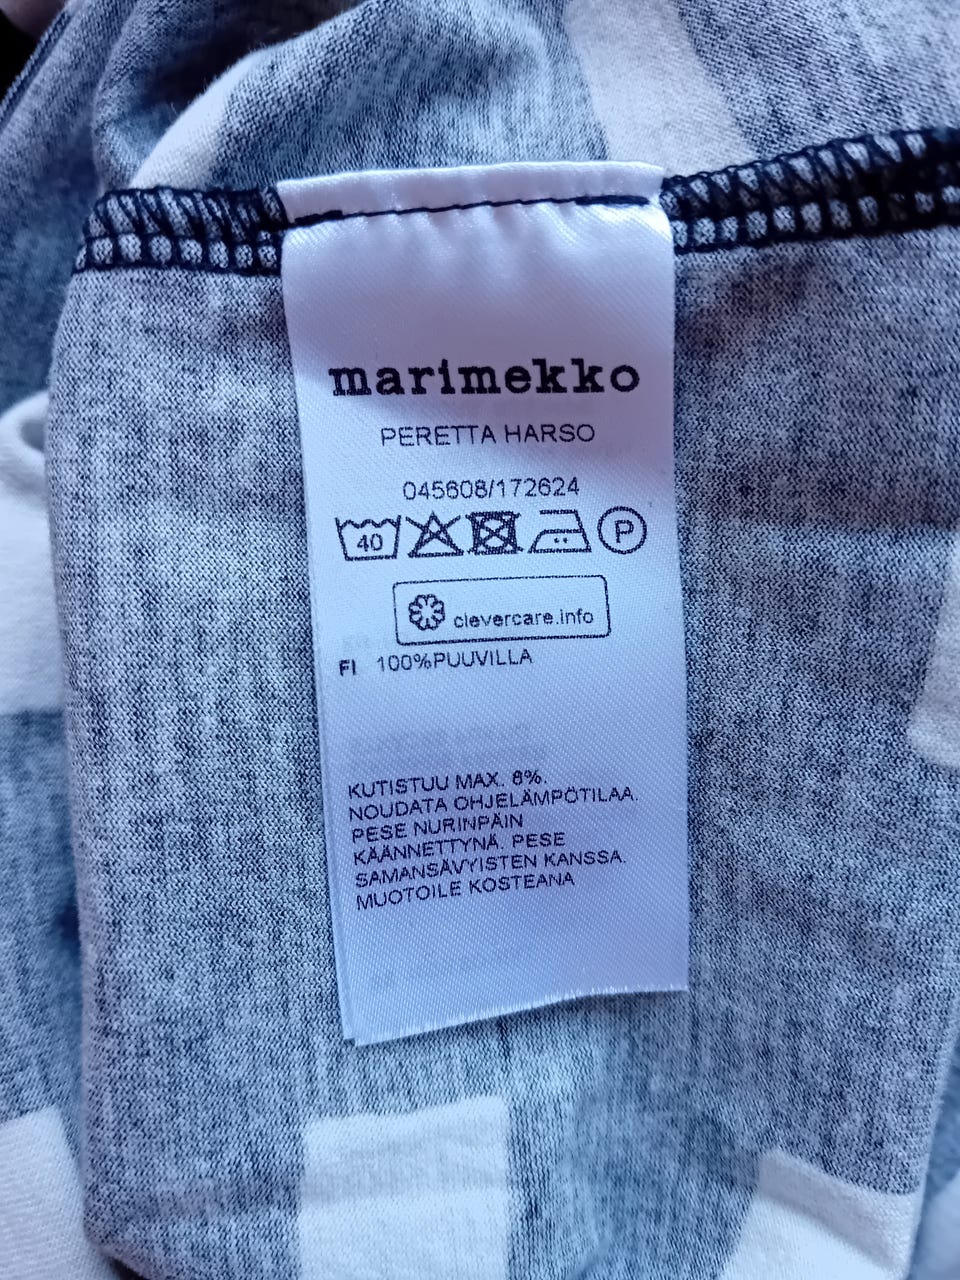 marimekko
PERETTA HARSO
045608/172624
40 P
clevercare.info
FI 100%PUUVILLA
KUTISTUU MAX. 6%.
NOUDATA OHJELÄMPÖTILAA.
PESE NURINPÄIN
KÄÄNNETTYNÄ. PESE
SAMANSÄVYISTEN KANSSA.
MUOTOILE KOSTEANA